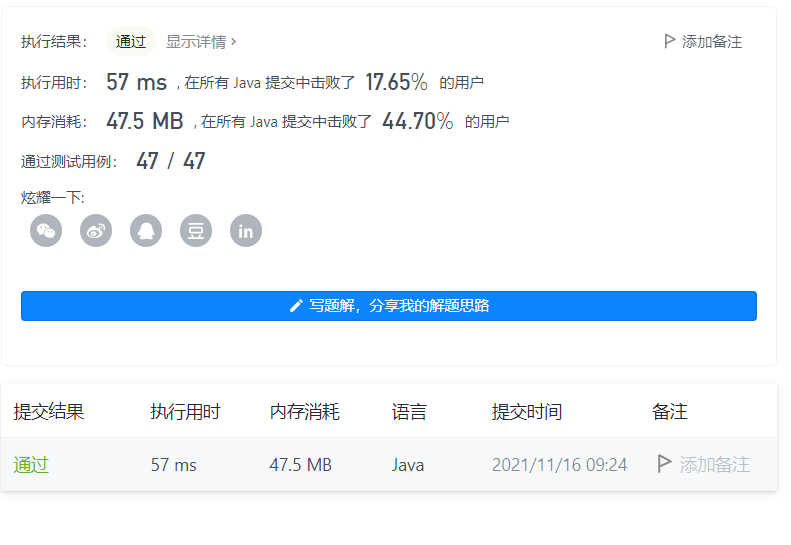 执行结果： 通过 显示详情 › 添加备注
执行用时： 57 ms , 在所有 Java 提交中击败了 17.65% 的用户
内存消耗： 47.5 MB , 在所有 Java 提交中击败了 44.70% 的用户
通过测试用例： 47 / 47
炫耀一下:
豆 in
写题解，分享我的解题思路
提交结果 执行用时 内存消耗 语言 提交时间 备注
通过 57 ms 47.5 MB Java 2021/11/16 09:24 添加备注